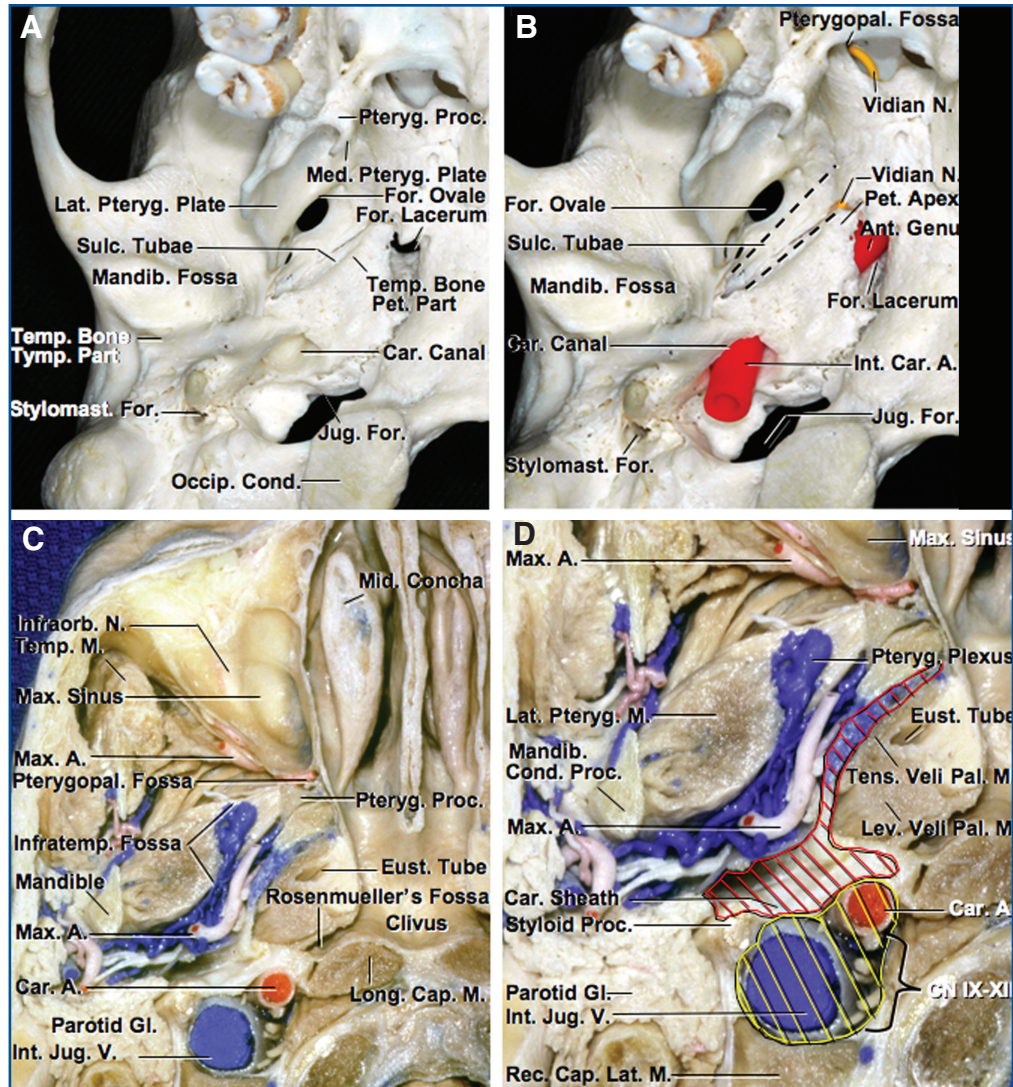 A
Pteryg. Proc.
Med. Pteryg. Plate
For. Ovale
Lat. Pteryg. Plate
For. Lacerum
Sulc. Tubae
Mandib. Fossa
Temp. Bone
Pet. Part
Temp. Bone
Tymp. Part
Car. Canal
Stylomast. For.
Jug. For.
Occip. Cond.
B
Pterygopal. Fossa
Vidian N.
Vidian N.
For. Ovale
Pet. Apex
Ant. Genu
Sulc. Tubae
Mandib. Fossa
For. Lacerum
Car. Canal
Int. Car. A.
Jug. For.
Stylomast. For.
C
Mid. Concha
Infraorb. N.
Temp. M.
Max. Sinus
Max. A.
Pterygopal. Fossa
Pteryg. Proc.
Infratemp. Fossa
Eust. Tube
Mandible
Rosenmueller's Fossa
Clivus
Max. A.
Car. A.
Long. Cap. M.
Parotid Gl.
Int. Jug. V.
D
Max. Sinus
Max. A.
Pteryg. Plexus
Lat. Pteryg. M.
Eust. Tube
Mandib.
Cond. Proc.
Tens. Veli Pal. M
Max. A.
Lev. Veli Pal. M
Car. Sheath
Car. A
Styloid Proc.
CN IX-XII
Parotid Gl.
Int. Jug. V.
Rec. Cap. Lat. M.